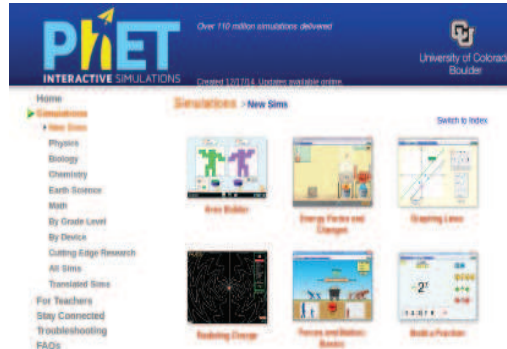 Over 110 million simulations delivered
PhET
INTERACTIVE SIMULATIONS
University of Colorado
Boulder
Created 12/17/14. Updates available online.
Home
Simulations
New Sims
Physics
Biology
Chemistry
Earth Science
Math
By Grade Level
By Device
Cutting Edge Research
All Sims
Translated Sims
For Teachers
Stay Connected
Troubleshooting
FAQs
Simulations > New Sims
Switch to Index
Area Builder
Energy Forms and
Changes
Graphing Lines
Forces and Motion:
Basics
Build a Fraction